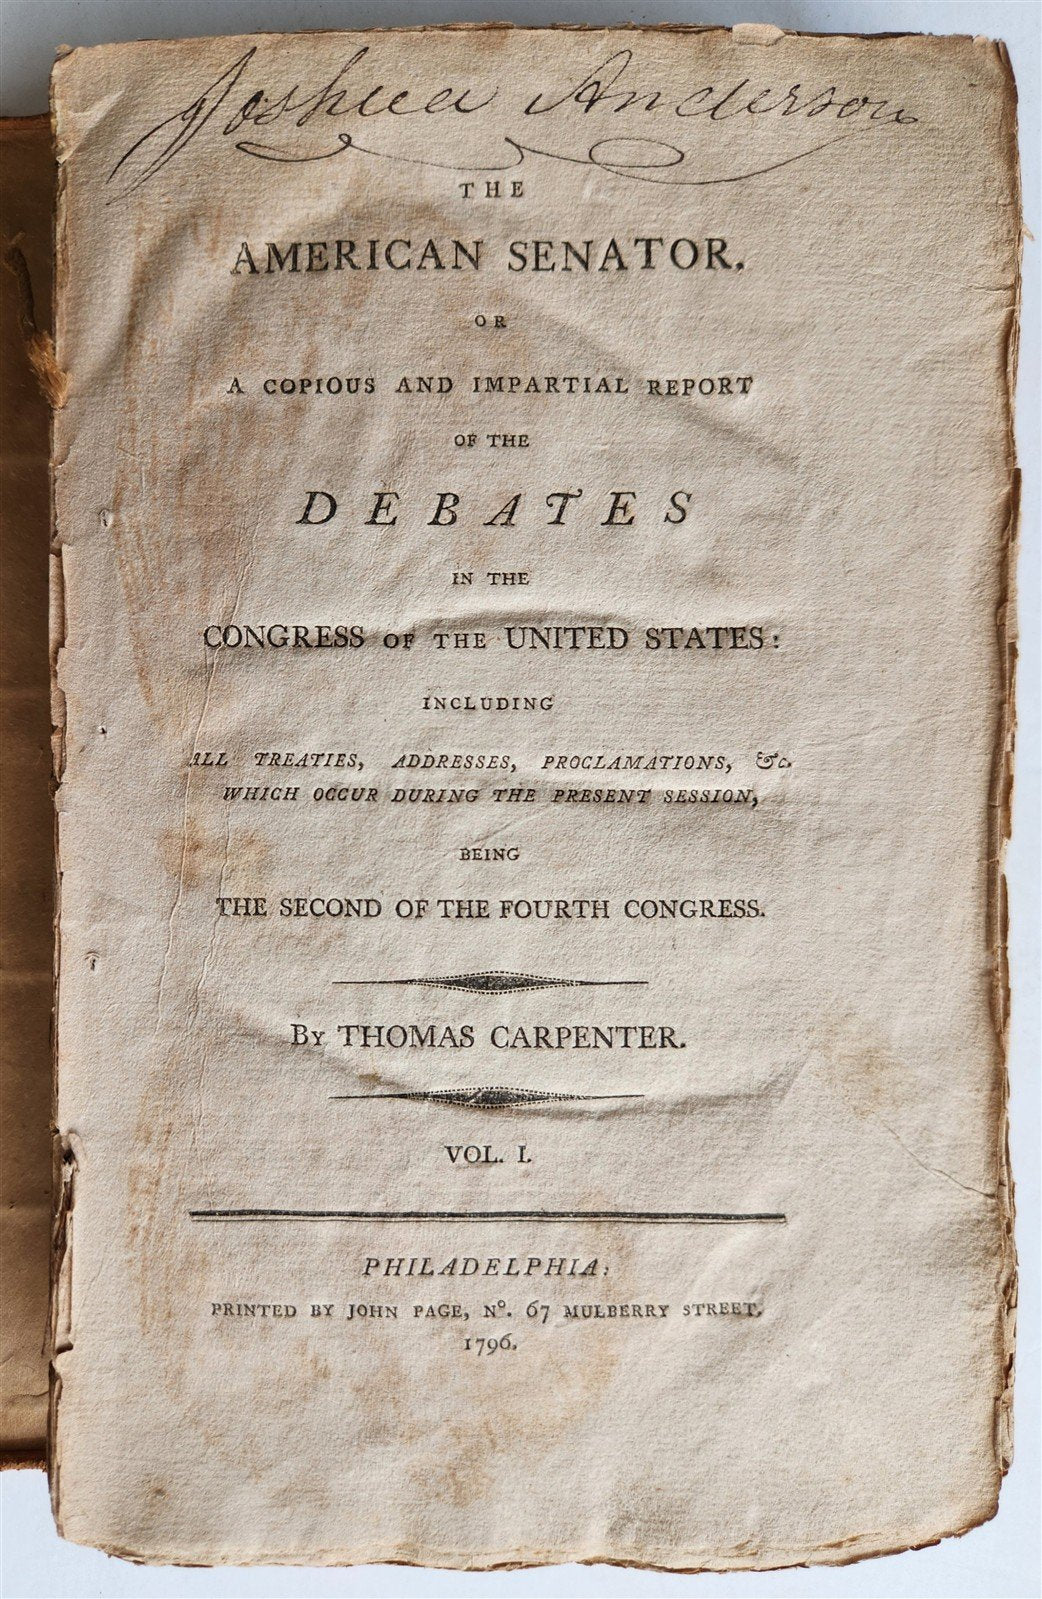 Joshua Anderson
THE
AMERICAN SENATOR.
OR
A COPIOUS AND IMPARTIAL REPORT
OF THE
DEBATES
IN THE
CONGRESS OF THE UNITED STATES:
INCLUDING
ALL TREATIES, ADDRESSES, PROCLAMATIONS, &c.
WHICH OCCUR DURING THE PRESENT SESSION,
BEING
THE SECOND OF THE FOURTH CONGRESS.
BY THOMAS CARPENTER.
VOL. I.
PHILADELPHIA:
PRINTED BY JOHN PAGE, Nº. 67 MULBERRY STREET.
1796.